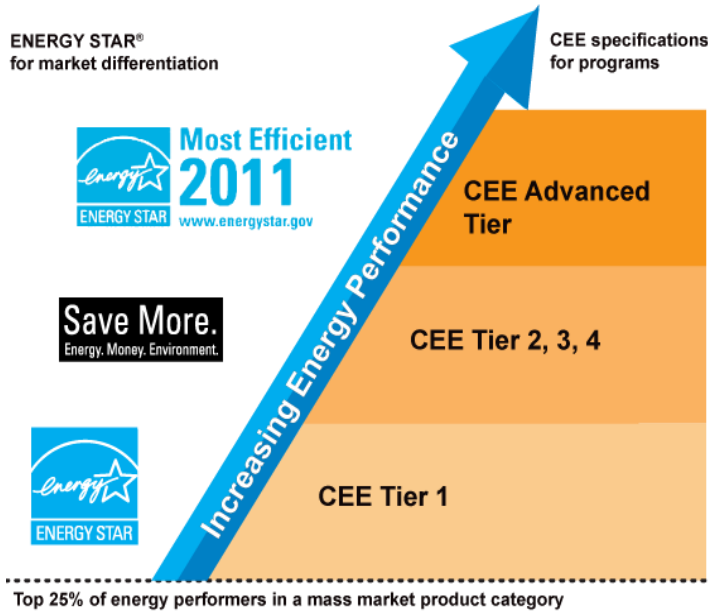 ENERGY STAR®
for market differentiation
CEE specifications
for programs
Most Efficient
2011
www.energystar.gov
energy
ENERGY STAR
CEE Advanced
Tier
Increasing Energy Performance
Save More.
Energy. Money. Environment.
CEE Tier 2, 3, 4
energy
ENERGY STAR
CEE Tier 1
Top 25% of energy performers in a mass market product category